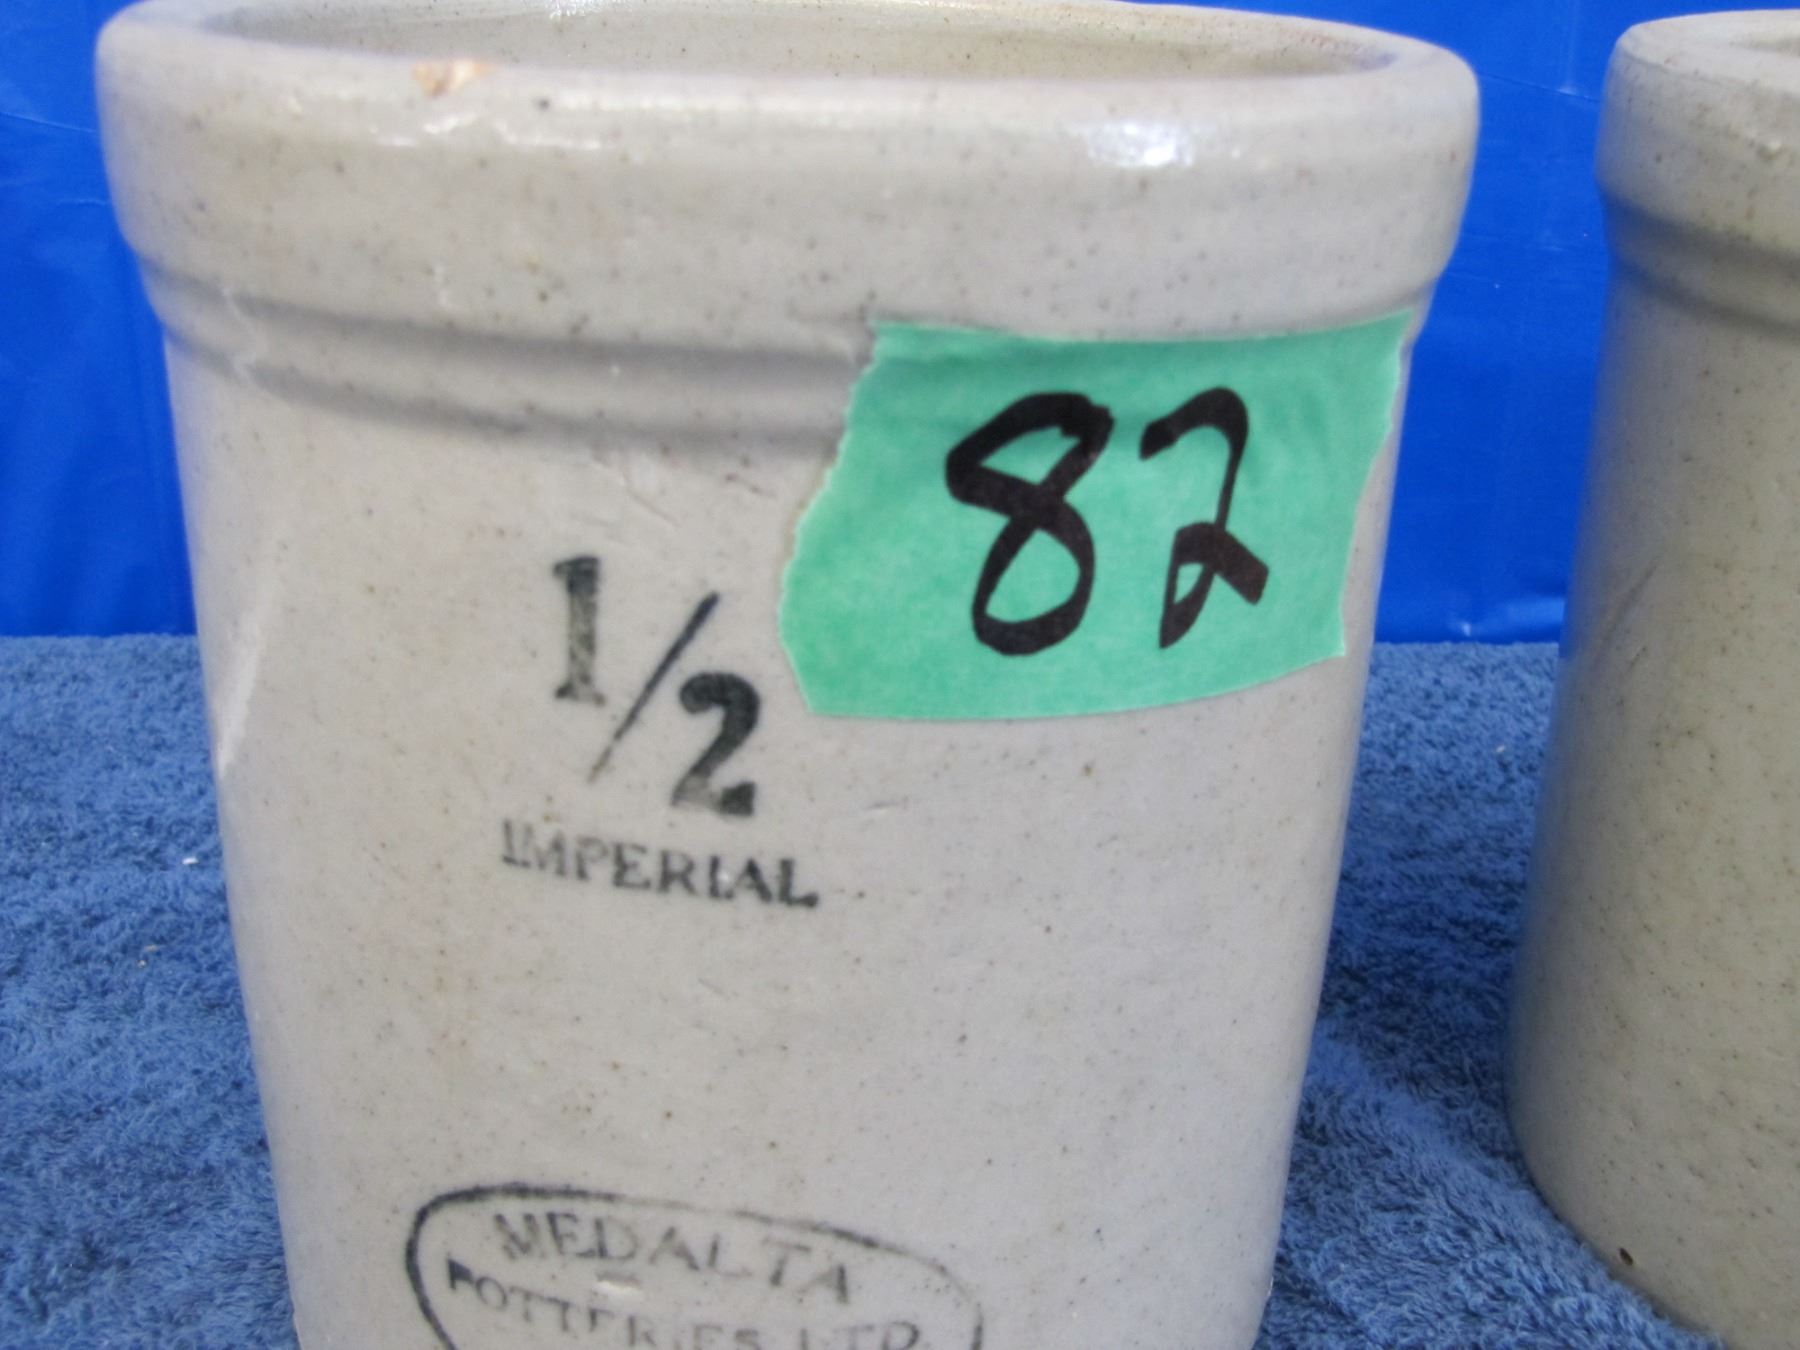 82
1/2
IMPERIAL
MEDALTA
POTTERIES LTD.